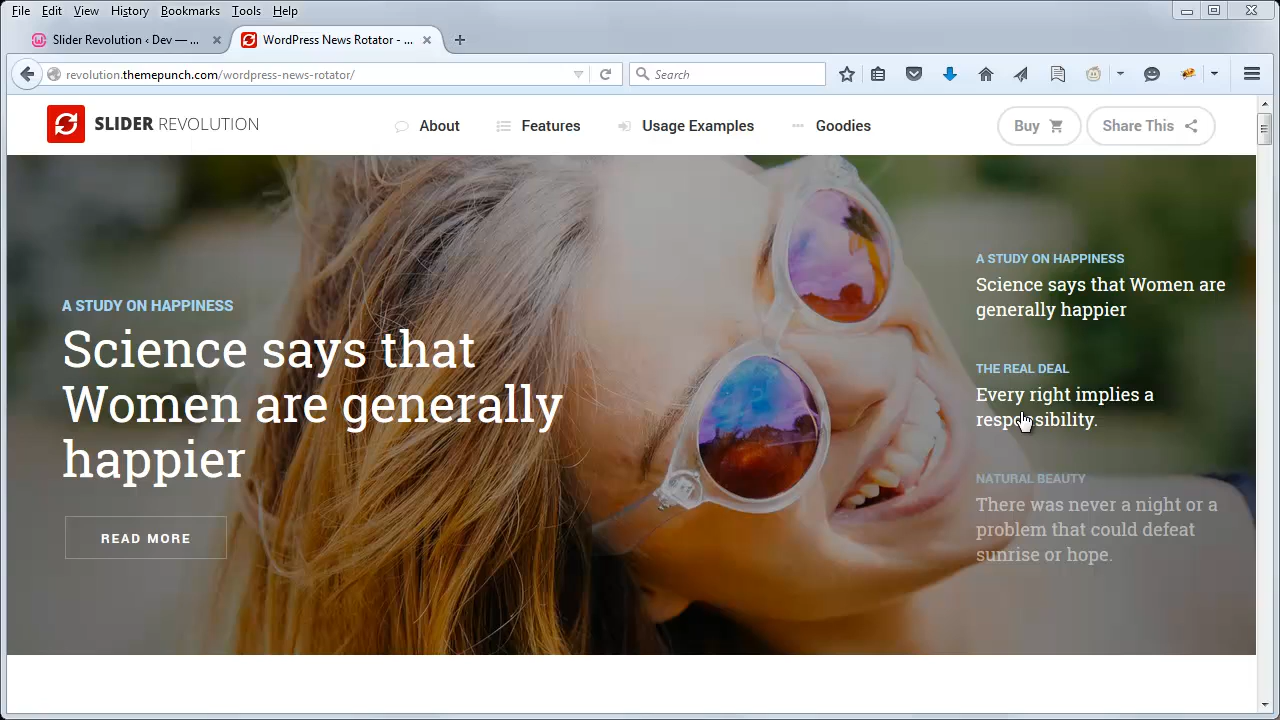 File Edit View History Bookmarks Tools Help
Slider Revolution ‹ Dev — ...
WordPress News Rotator - ...
revolution.themepunch.com/wordpress-news-rotator/
Search
SLIDER REVOLUTION
About
Features
Usage Examples
Goodies
Buy
Share This
A STUDY ON HAPPINESS
Science says that
Women are generally
happier
READ MORE
A STUDY ON HAPPINESS
Science says that Women are
generally happier
THE REAL DEAL
Every right implies a
responsibility.
NATURAL BEAUTY
There was never a night or a
problem that could defeat
sunrise or hope.